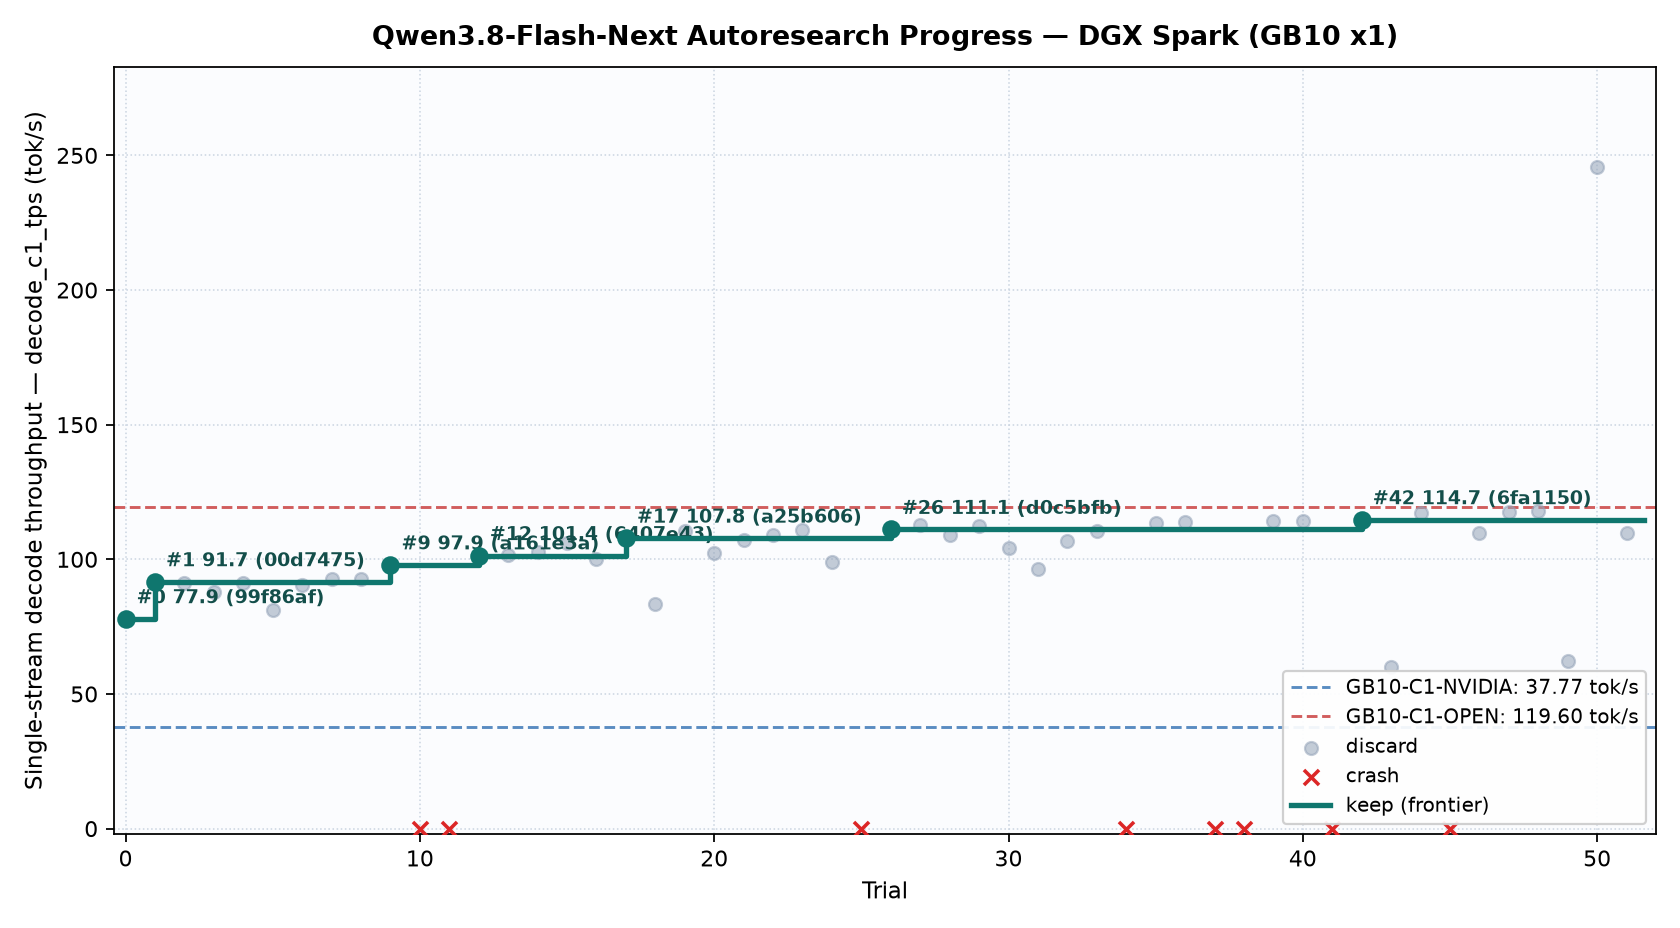 Qwen3.8-Flash-Next Autoresearch Progress — DGX Spark (GB10 x1)
Single-stream decode throughput — decode_c1_tps (tok/s)
250
200
150
100
50
0
#0 77.9 (99f86af)
#1 91.7 (00d7475)
#9 97.9 (a161e3a)
#12 101.4 (6407e43)
#17 107.8 (a25b606)
#26 111.1 (d0c5bfb)
#42 114.7 (6fa1150)
GB10-C1-NVIDIA: 37.77 tok/s
GB10-C1-OPEN: 119.60 tok/s
discard
crash
keep (frontier)
0 10 20 30 40 50
Trial